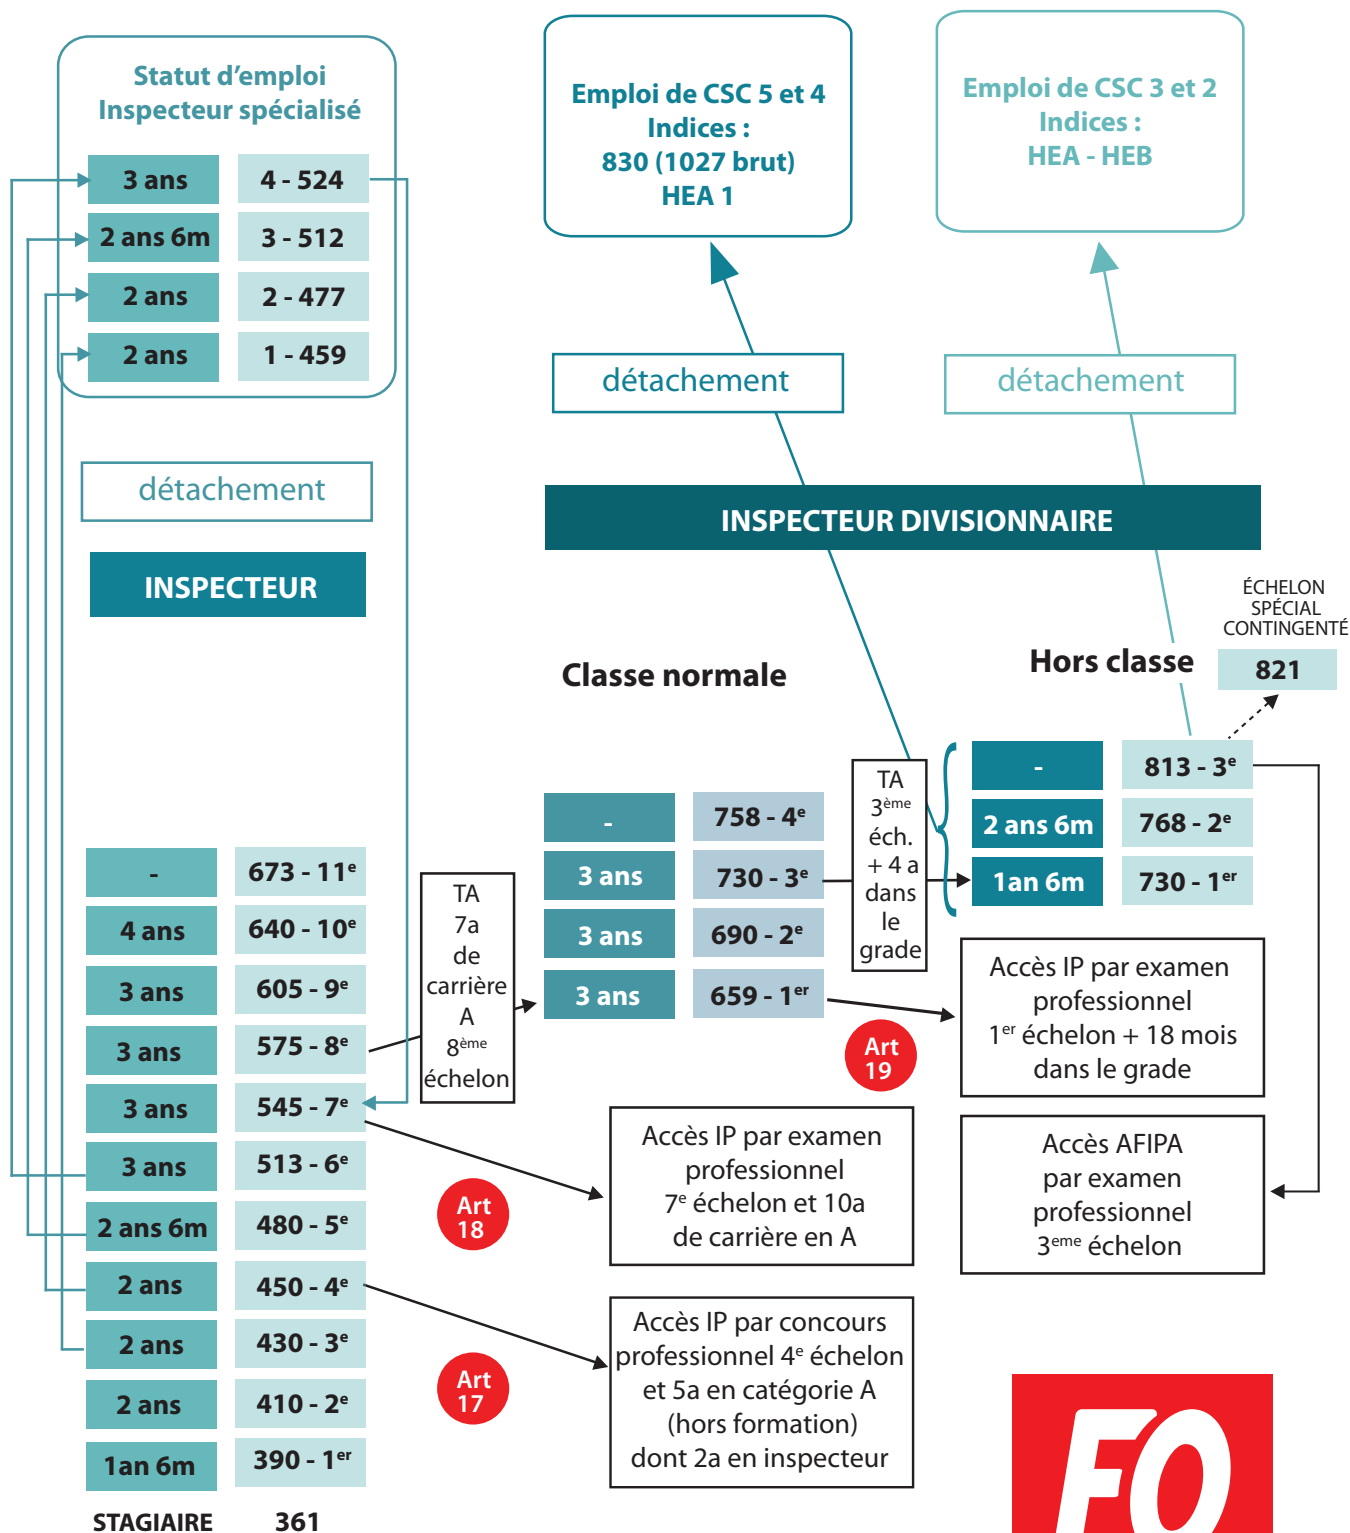 Statut d'emploi
Inspecteur spécialisé
3 ans 4 - 524
2 ans 6m 3 - 512
2 ans 2 - 477
2 ans 1 - 459
détachement
INSPECTEUR
Emploi de CSC 5 et 4
Indices :
830 (1027 brut)
HEA 1
Emploi de CSC 3 et 2
Indices :
HEA - HEB
détachement
détachement
INSPECTEUR DIVISIONNAIRE
Classe normale
Hors classe
ÉCHELON
SPÉCIAL
CONTINGENTÉ
821
- 673 - 11e
4 ans 640 - 10e
3 ans 605 - 9e
3 ans 575 - 8e
3 ans 545 - 7e
3 ans 513 - 6e
2 ans 6m 480 - 5e
2 ans 450 - 4e
2 ans 430 - 3e
2 ans 410 - 2e
1an 6m 390 - 1er
STAGIAIRE 361
TA
7a
de
carrière
A
8ème
échelon
- 758 - 4e
3 ans 730 - 3e
3 ans 690 - 2e
3 ans 659 - 1er
TA
3ème
éch.
+ 4 a
dans
le
grade
- 813 - 3e
2 ans 6m 768 - 2e
1an 6m 730 - 1er
Art
19
Accès IP par examen
professionnel
1er échelon + 18 mois
dans le grade
Art
18
Accès IP par examen
professionnel
7e échelon et 10a
de carrière en A
Accès AFIPA
par examen
professionnel
3eme échelon
Art
17
Accès IP par concours
professionnel 4e échelon
et 5a en catégorie A
(hors formation)
dont 2a en inspecteur
FO